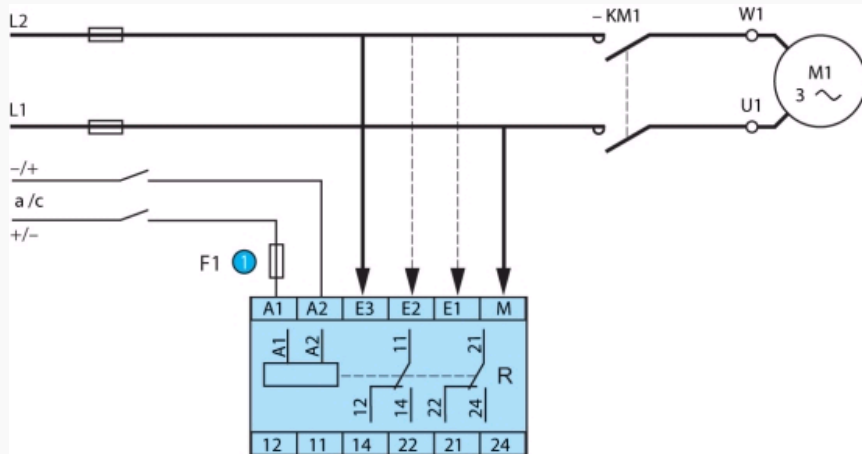 L2
– KM1
W1
M1
3
L1
U1
–/+
a /c
+/–
F1 1
A1 A2 E3 E2 E1 M
A1 A2 11 21
R
12 14 22 24
12 11 14 22 21 24